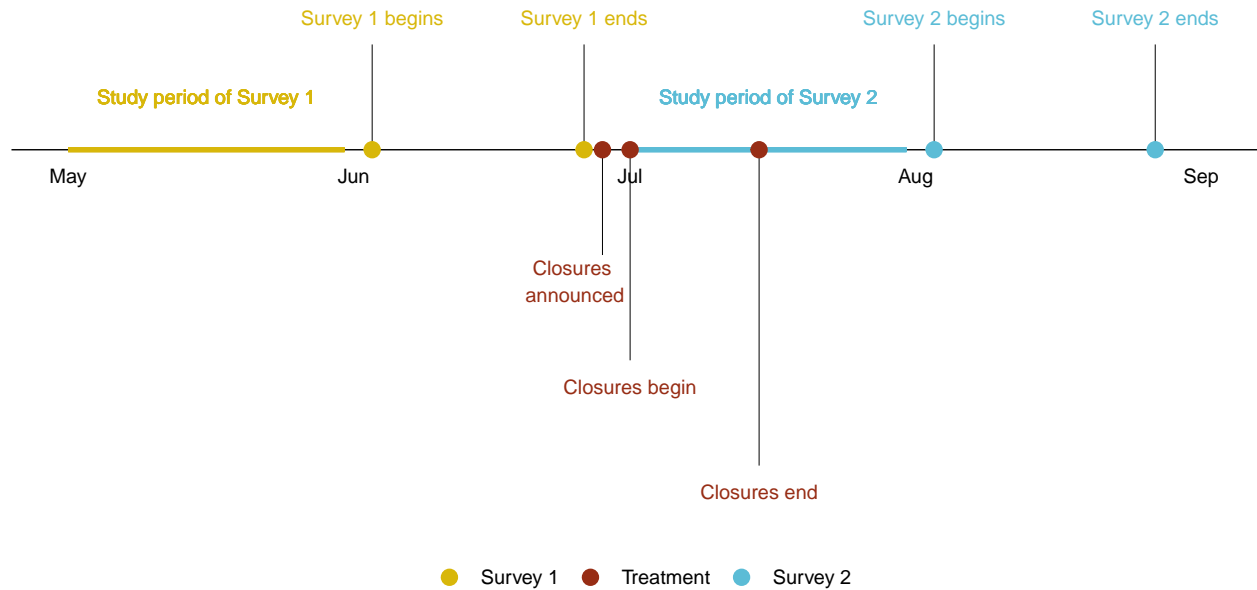 Survey 1 begins
Survey 1 ends
Survey 2 begins
Survey 2 ends
Study period of Survey 1
Study period of Survey 2
May
Jun
Jul
Aug
Sep
Closures
announced
Closures begin
Closures end
Survey 1
Treatment
Survey 2